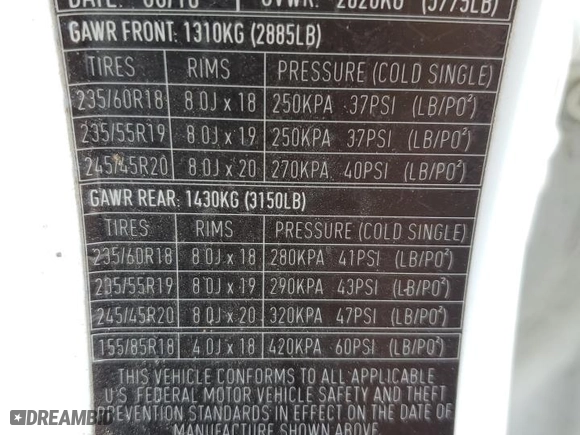 GVWR 2620KG (5775LB)
GAWR FRONT: 1310KG (2885LB)
TIRES RIMS PRESSURE (COLD SINGLE)
235/60R18 8.0J x 18 250KPA 37PSI (LB/PO²)
235/55R19 8.0J x 19 250KPA 37PSI (LB/PO²)
245/45R20 8.0J x 20 270KPA 40PSI (LB/PO²)
GAWR REAR: 1430KG (3150LB)
TIRES RIMS PRESSURE (COLD SINGLE)
235/60R18 8.0J x 18 280KPA 41PSI (LB/PO²)
235/55R19 8.0J x 19 290KPA 43PSI (LB/PO²)
245/45R20 8.0J x 20 320KPA 47PSI (LB/PO²)
155/85R18 4.0J x 18 420KPA 60PSI (LB/PO²)
THIS VEHICLE CONFORMS TO ALL APPLICABLE
U.S. FEDERAL MOTOR VEHICLE SAFETY AND THEFT
PREVENTION STANDARDS IN EFFECT ON THE DATE
OF MANUFACTURE SHOWN ABOVE
DREAMBID